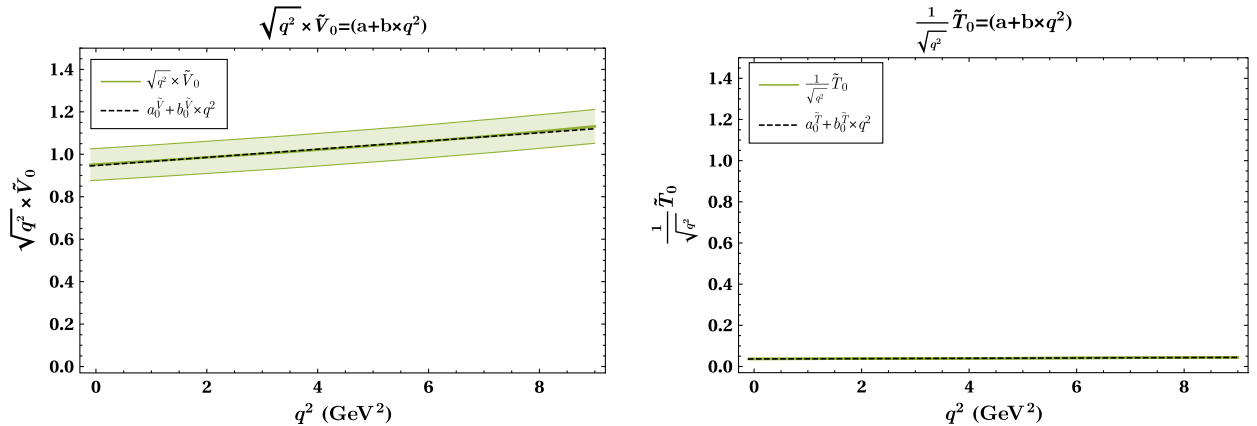 √q² × Ṽ₀=(a+b×q²)
√q² × Ṽ₀
a₀^Ṽ + b₀^Ṽ × q²
√q² × Ṽ₀
1.4
1.2
1.0
0.8
0.6
0.4
0.2
0.0
0 2 4 6 8
q² (GeV²)
1/√q² T̃₀=(a+b×q²)
1/√q² T̃₀
a₀^T̃ + b₀^T̃ × q²
1/√q² T̃₀
1.4
1.2
1.0
0.8
0.6
0.4
0.2
0.0
0 2 4 6 8
q² (GeV²)